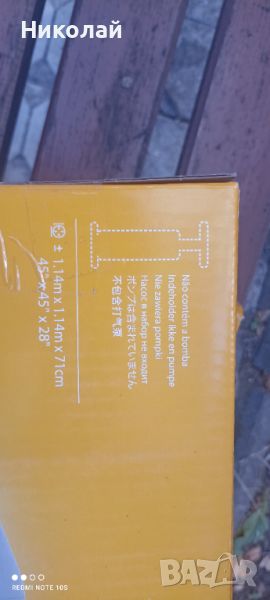 Николай
Não contém a bomba
Indeholder ikke en pumpe
Nie zawiera pompki
Насос в набор не входит
ポンプは含まれていません
不包含打气泵
± 1.14m x 1.14m x 71cm
45" x 45" x 28"
REDMI NOTE 10S
BAZAR
bg